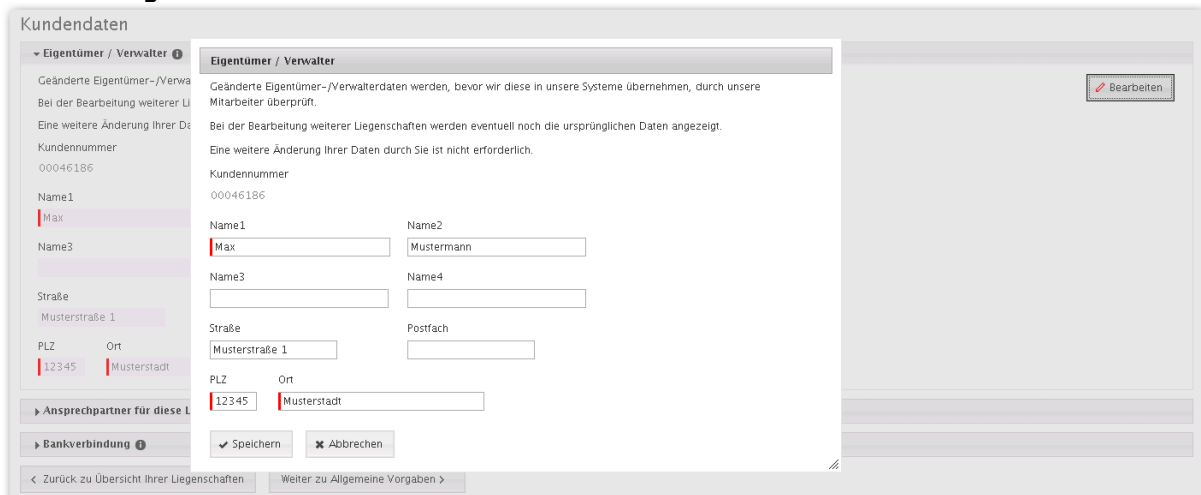 Kundendaten
Eigentümer / Verwalter
Geänderte Eigentümer-/Verwa
Bei der Bearbeitung weiterer Li
Eine weitere Änderung Ihrer Da
Kundennummer
00046186
Name1
Max
Name3
Straße
Musterstraße 1
PLZ Ort
12345 Musterstadt
Ansprechpartner für diese L
Bankverbindung
Zurück zu Übersicht Ihrer Liegenschaften
Weiter zu Allgemeine Vorgaben
Bearbeiten
Eigentümer / Verwalter
Geänderte Eigentümer-/Verwalterdaten werden, bevor wir diese in unsere Systeme übernehmen, durch unsere
Mitarbeiter überprüft.
Bei der Bearbeitung weiterer Liegenschaften werden eventuell noch die ursprünglichen Daten angezeigt.
Eine weitere Änderung Ihrer Daten durch Sie ist nicht erforderlich.
Kundennummer
00046186
Name1 Name2
Max Mustermann
Name3 Name4
Straße Postfach
Musterstraße 1
PLZ Ort
12345 Musterstadt
Speichern Abbrechen